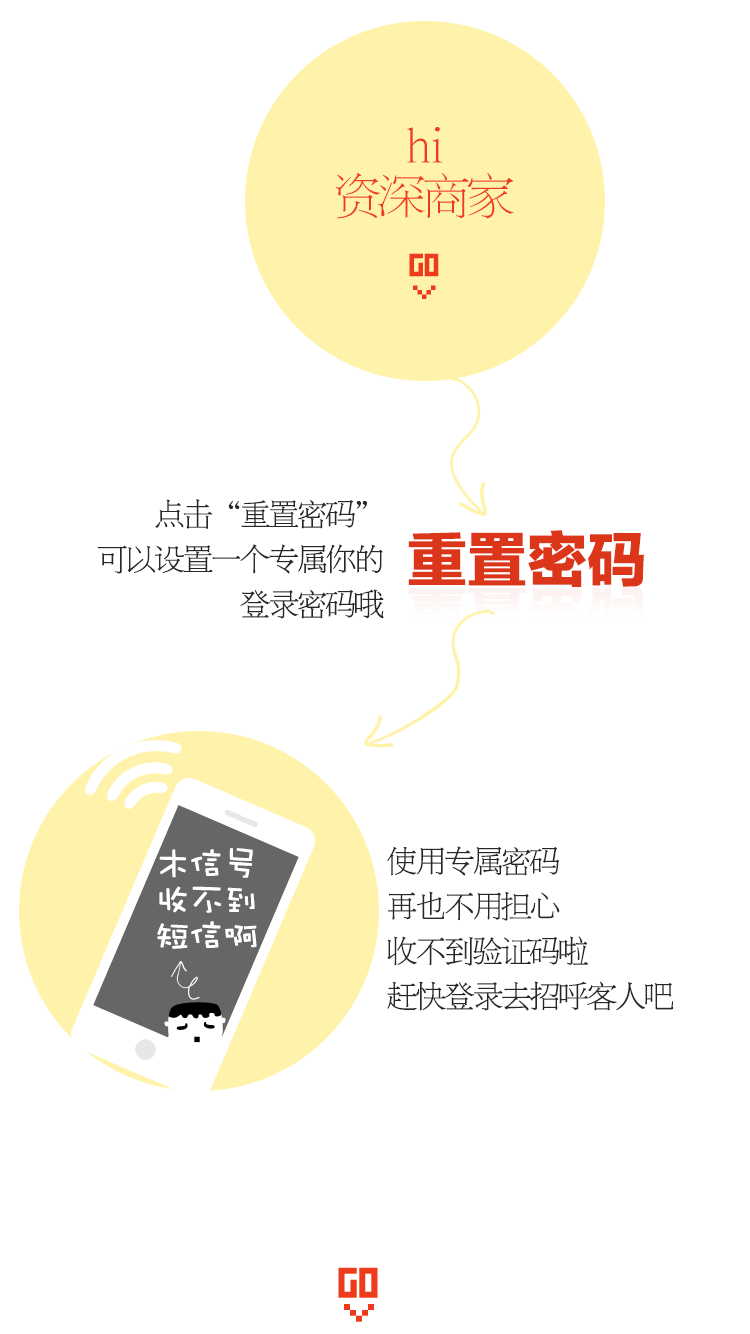 hi
资深商家
GO
点击“重置密码”
可以设置一个专属你的
登录密码哦
重置密码
木信号
收不到
短信啊
使用专属密码
再也不用担心
收不到验证码啦
赶快登录去招呼客人吧
GO